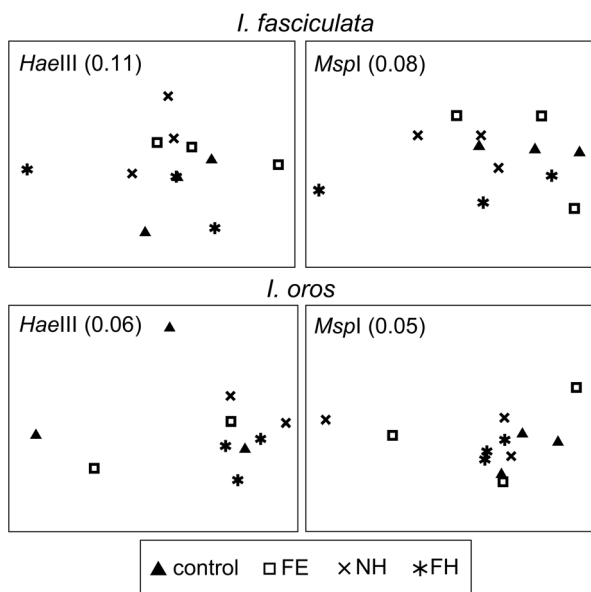 I. fasciculata
HaeIII (0.11)
MspI (0.08)
I. oros
HaeIII (0.06)
MspI (0.05)
control FE NH FH